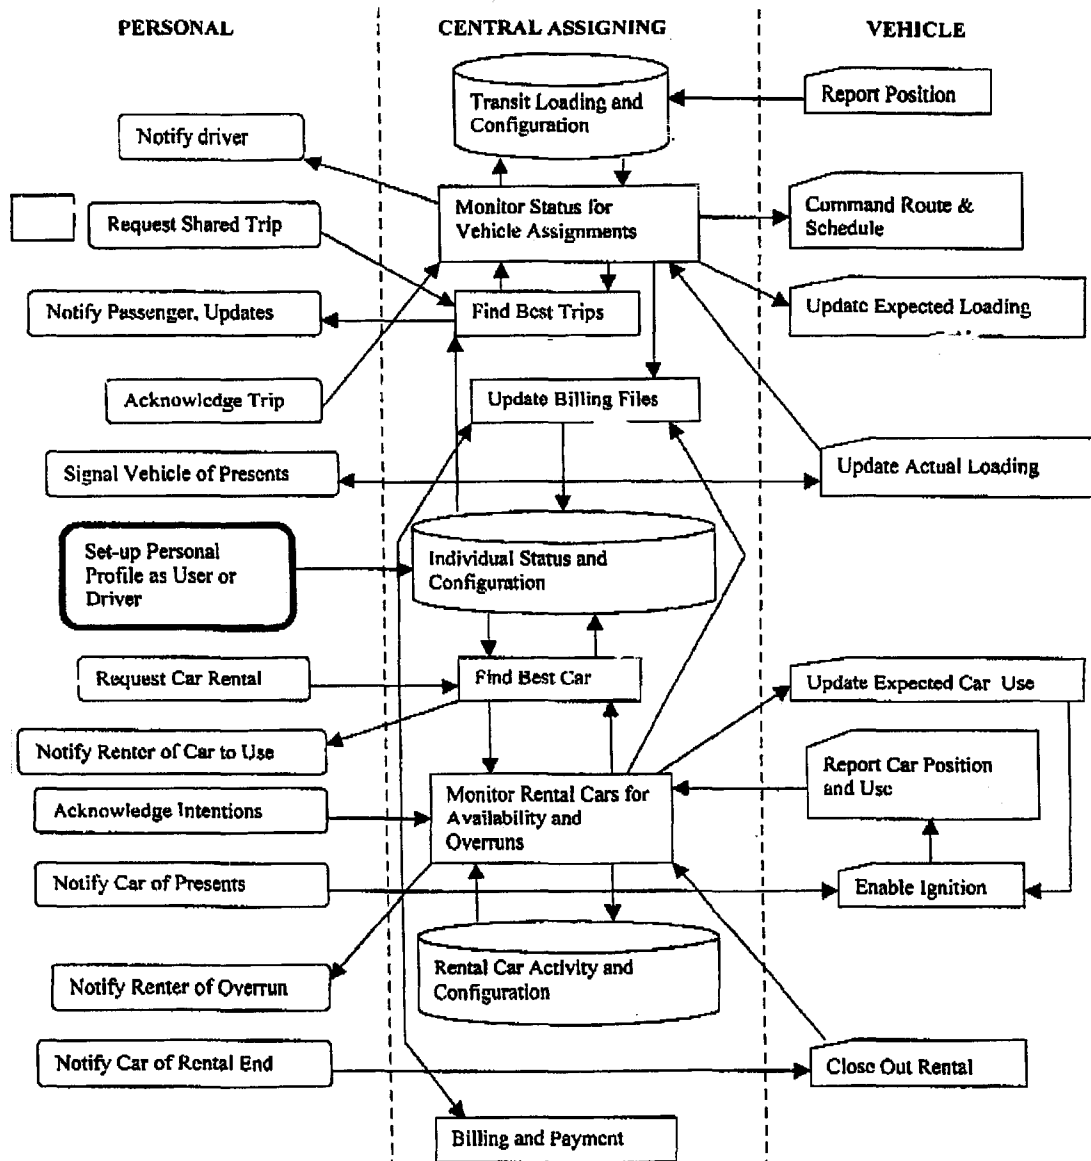 PERSONAL
CENTRAL ASSIGNING
VEHICLE
Transit Loading and
Configuration
Report Position
Notify driver
Monitor Status for
Vehicle Assignments
Command Route &
Schedule
Request Shared Trip
Notify Passenger, Updates
Find Best Trips
Update Expected Loading
Acknowledge Trip
Update Billing Files
Signal Vehicle of Presents
Update Actual Loading
Set-up Personal
Profile as User or
Driver
Individual Status and
Configuration
Request Car Rental
Find Best Car
Update Expected Car Use
Notify Renter of Car to Use
Report Car Position
and Use
Acknowledge Intentions
Monitor Rental Cars for
Availability and
Overruns
Notify Car of Presents
Enable Ignition
Notify Renter of Overrun
Rental Car Activity and
Configuration
Notify Car of Rental End
Close Out Rental
Billing and Payment